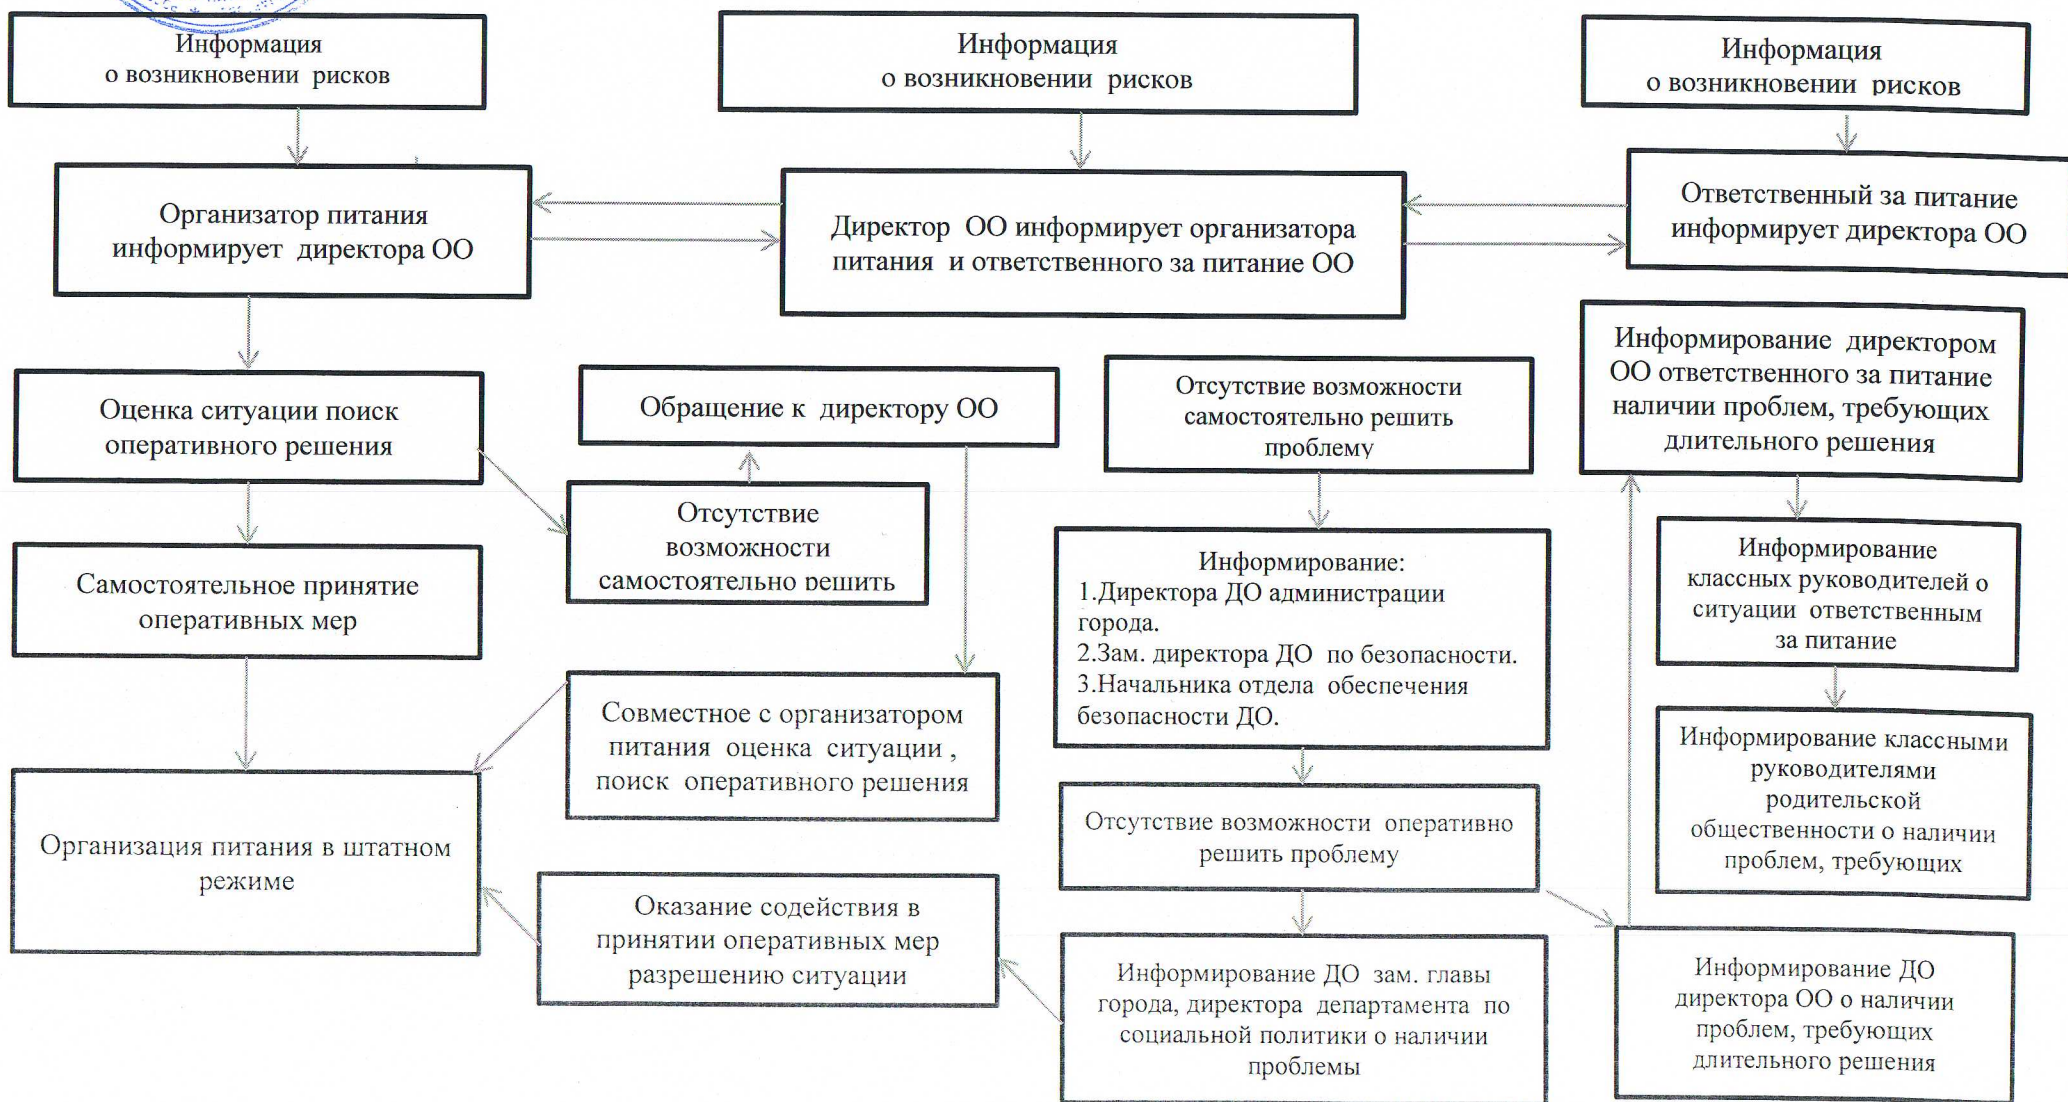 Информация
о возникновении рисков
Информация
о возникновении рисков
Информация
о возникновении рисков
Организатор питания
информирует директора ОО
Директор ОО информирует организатора
питания и ответственного за питание ОО
Ответственный за питание
информирует директора ОО
Оценка ситуации поиск
оперативного решения
Обращение к директору ОО
Отсутствие возможности
самостоятельно решить
проблему
Информирование директором
ОО ответственного за питание
наличии проблем, требующих
длительного решения
Отсутствие
возможности
самостоятельно решить
Самостоятельное принятие
оперативных мер
Информирование:
1.Директора ДО администрации
города.
2.Зам. директора ДО по безопасности.
3.Начальника отдела обеспечения
безопасности ДО.
Информирование
классных руководителей о
ситуации ответственным
за питание
Совместное с организатором
питания оценка ситуации ,
поиск оперативного решения
Информирование классными
руководителями
родительской
общественности о наличии
проблем, требующих
Организация питания в штатном
режиме
Отсутствие возможности оперативно
решить проблему
Оказание содействия в
принятии оперативных мер
разрешению ситуации
Информирование ДО зам. главы
города, директора департамента по
социальной политики о наличии
проблемы
Информирование ДО
директора ОО о наличии
проблем, требующих
длительного решения